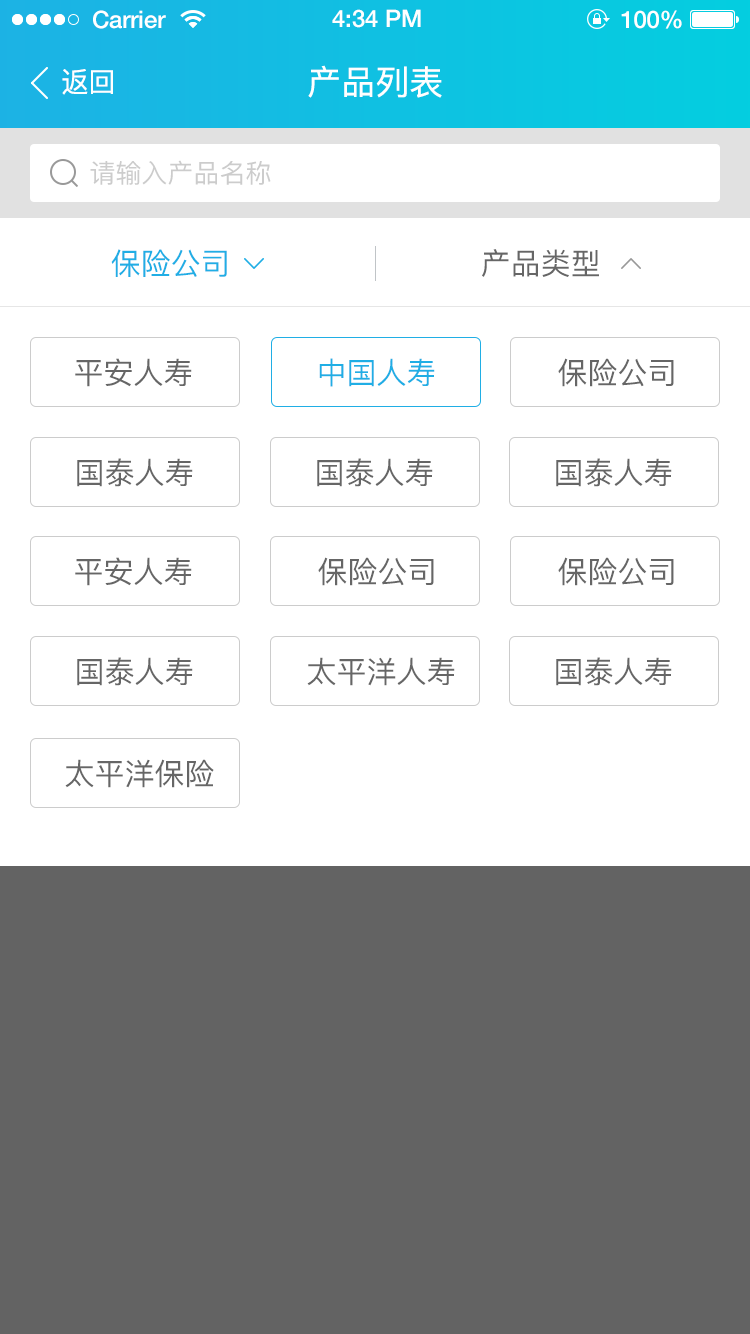 Carrier 4:34 PM 100%
返回 产品列表
请输入产品名称
保险公司 产品类型
平安人寿 中国人寿 保险公司
国泰人寿 国泰人寿 国泰人寿
平安人寿 保险公司 保险公司
国泰人寿 太平洋人寿 国泰人寿
太平洋保险